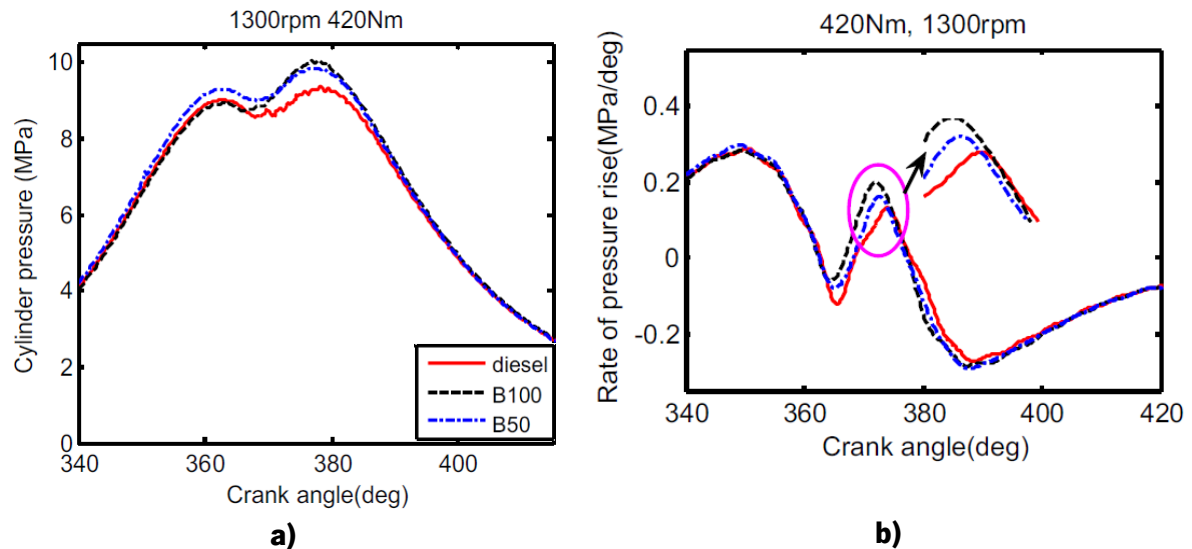 1300rpm 420Nm
10
8
6
4
2
0
340
360
380
400
Cylinder pressure (MPa)
Crank angle(deg)
diesel
B100
B50
a)
420Nm, 1300rpm
0.4
0.2
0
-0.2
340
360
380
400
420
Rate of pressure rise(MPa/deg)
Crank angle(deg)
b)